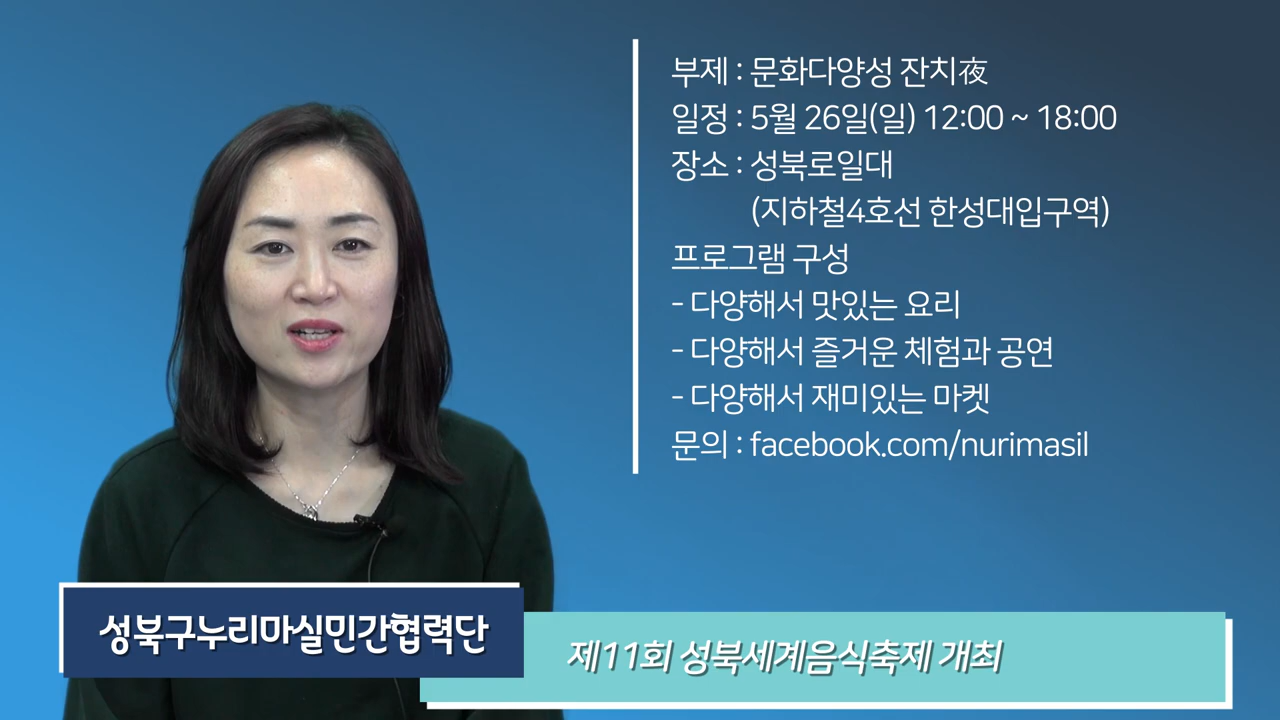 부제 : 문화다양성 잔치夜
일정 : 5월 26일(일) 12:00 ~ 18:00
장소 : 성북로일대
(지하철4호선 한성대입구역)
프로그램 구성
- 다양해서 맛있는 요리
- 다양해서 즐거운 체험과 공연
- 다양해서 재미있는 마켓
문의 : facebook.com/nurimasil
성북구누리마실민간협력단
제11회 성북세계음식축제 개최